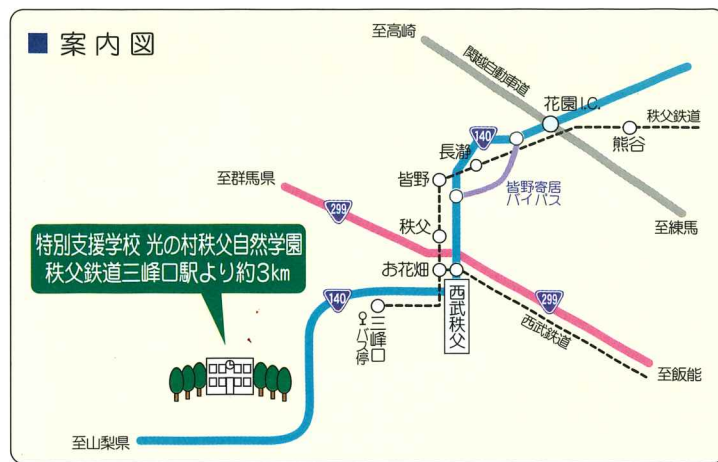 案内図
至高崎
関越自動車道
花園I.C.
140
秩父鉄道
長瀞
熊谷
皆野
至群馬県
皆野寄居
バイパス
299
秩父
至練馬
特別支援学校 光の村秩父自然学園
秩父鉄道三峰口駅より約3km
お花畑
140
西武秩父
299
三峰口
バス停
西武鉄道
至飯能
至山梨県